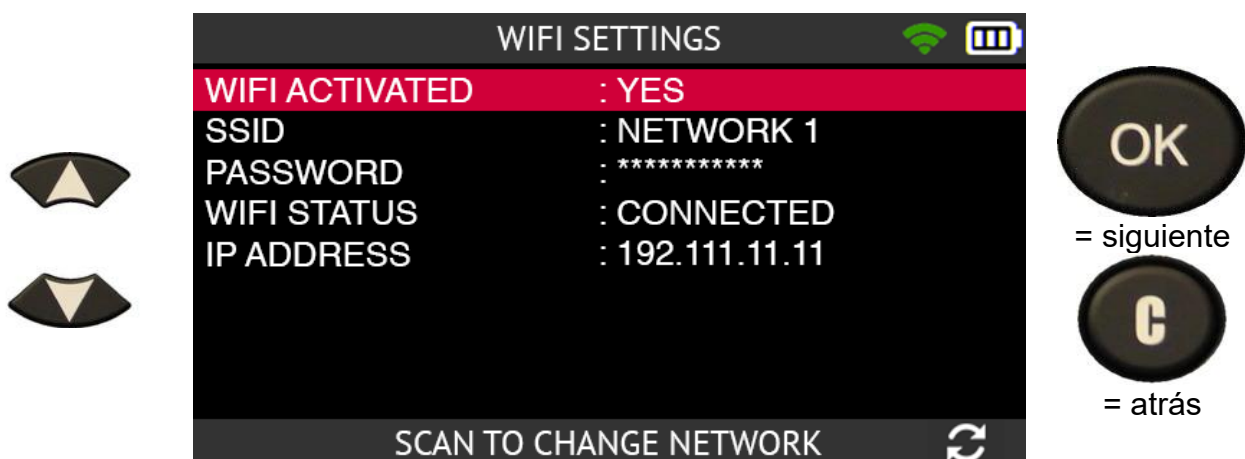 WIFI SETTINGS
WIFI ACTIVATED : YES
SSID : NETWORK 1
PASSWORD : ***********
WIFI STATUS : CONNECTED
IP ADDRESS : 192.111.11.11
SCAN TO CHANGE NETWORK
OK
= siguiente
C
= atrás